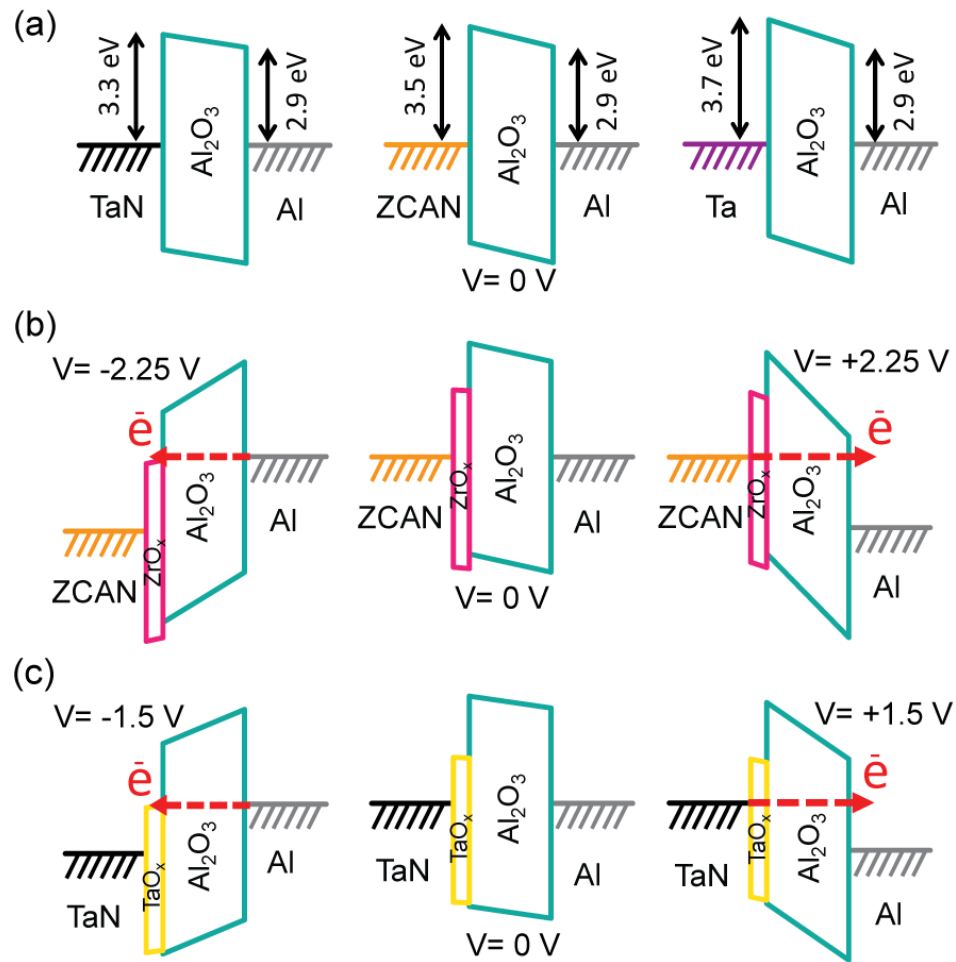 (a)
3.3 eV
Al₂O₃
2.9 eV
TaN
Al
3.5 eV
Al₂O₃
2.9 eV
ZCAN
Al
V= 0 V
3.7 eV
Al₂O₃
2.9 eV
Ta
Al
(b)
V= -2.25 V
ē
ZrOₓ
Al₂O₃
ZCAN
Al
ZrOₓ
Al₂O₃
ZCAN
Al
V= 0 V
V= +2.25 V
ē
ZrOₓ
Al₂O₃
ZCAN
Al
(c)
V= -1.5 V
ē
TaOₓ
Al₂O₃
TaN
Al
TaOₓ
Al₂O₃
TaN
Al
V= 0 V
V= +1.5 V
ē
TaOₓ
Al₂O₃
TaN
Al